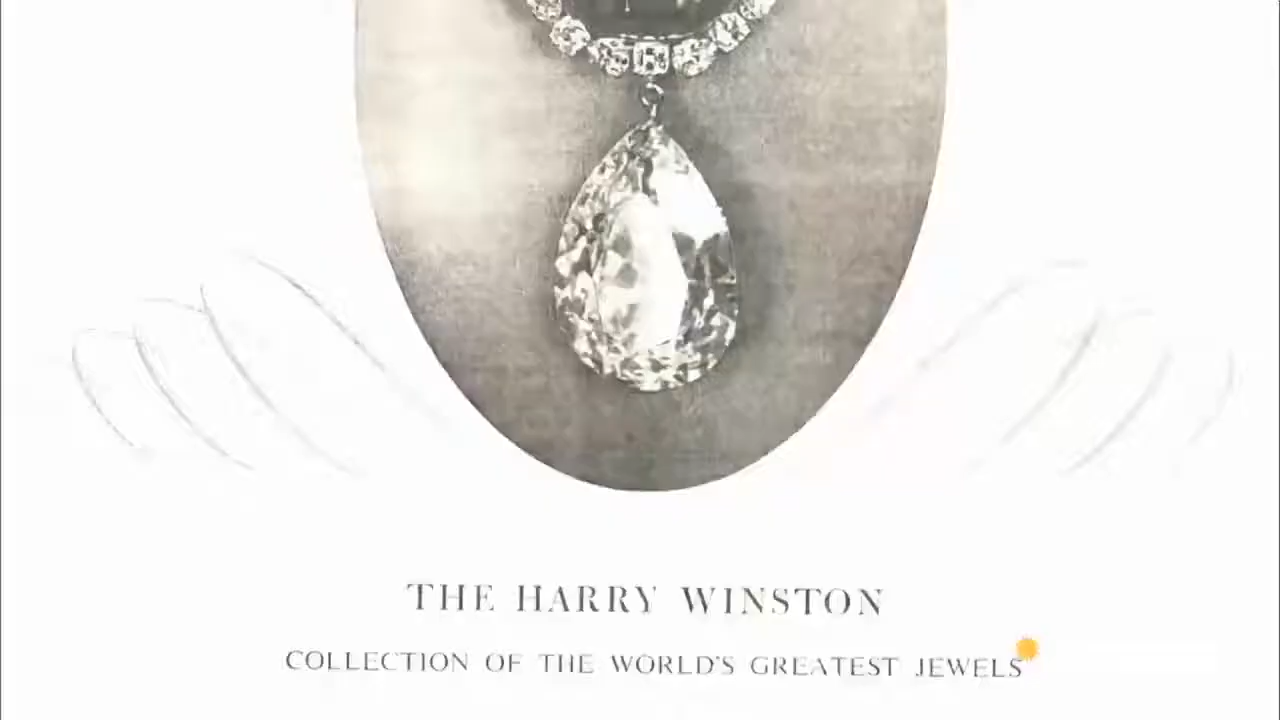 THE HARRY WINSTON
COLLECTION OF THE WORLD'S GREATEST JEWELS